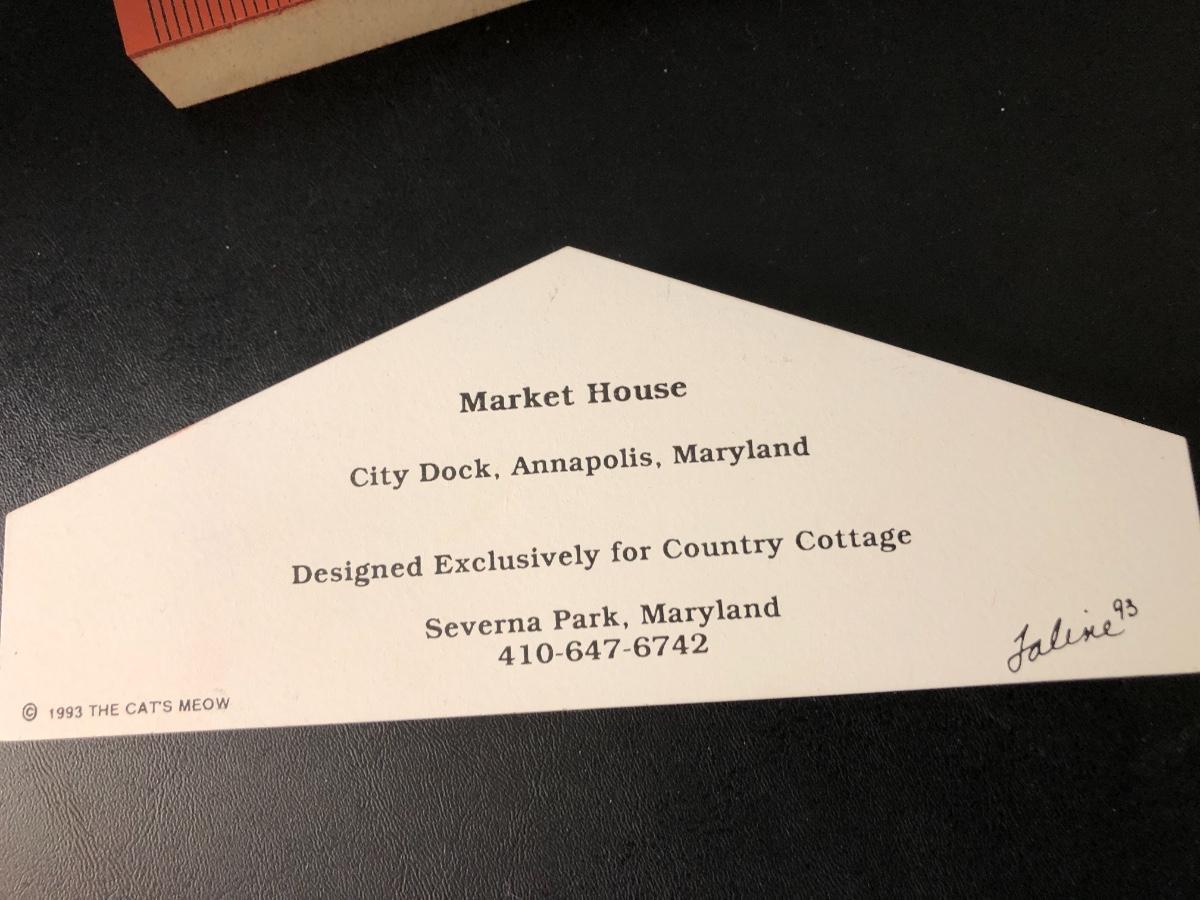 Market House
City Dock, Annapolis, Maryland
Designed Exclusively for Country Cottage
Severna Park, Maryland
410-647-6742
Faline 93
© 1993 THE CAT'S MEOW